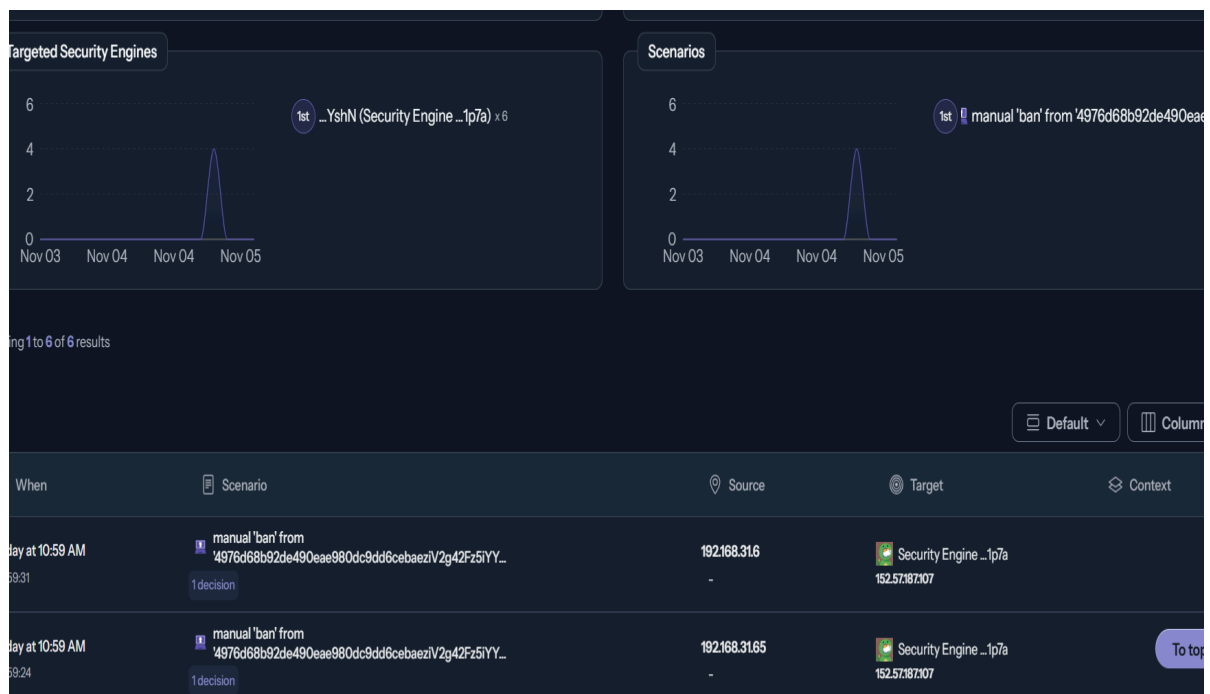 Targeted Security Engines
6
4
2
0
Nov 03 Nov 04 Nov 04 Nov 05
1st ...YshN (Security Engine ...1p7a) x 6
Scenarios
6
4
2
0
Nov 03 Nov 04 Nov 04 Nov 05
1st manual 'ban' from '4976d68b92de490eae
ing 1 to 6 of 6 results
Default Column
When Scenario Source Target Context
day at 10:59 AM
59:31
manual 'ban' from
'4976d68b92de490eae980dc9dd6cebaeziV2g42Fz5iYY...
1 decision
192.168.31.6
-
Security Engine ...1p7a
152.57.187.107
day at 10:59 AM
59:24
manual 'ban' from
'4976d68b92de490eae980dc9dd6cebaeziV2g42Fz5iYY...
1 decision
192.168.31.65
-
Security Engine ...1p7a
152.57.187.107
To top